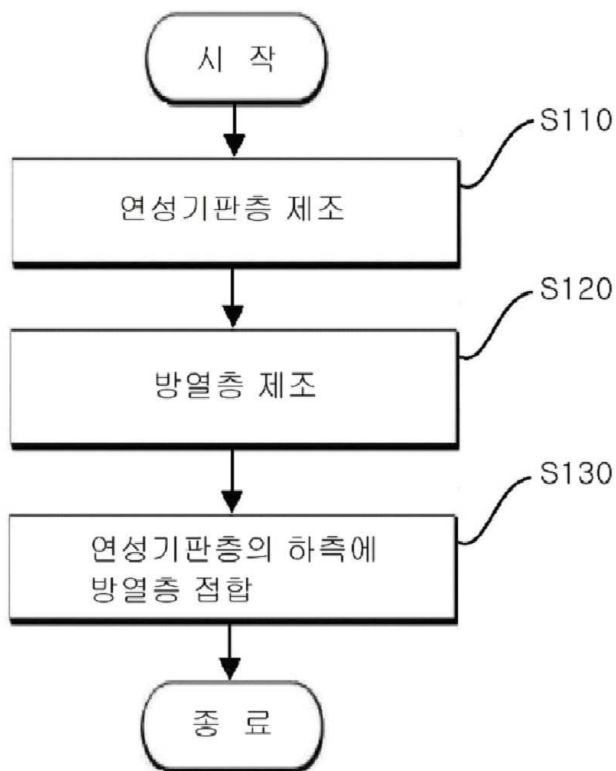 시 작
S110
연성기판층 제조
S120
방열층 제조
S130
연성기판층의 하측에
방열층 접합
종 료